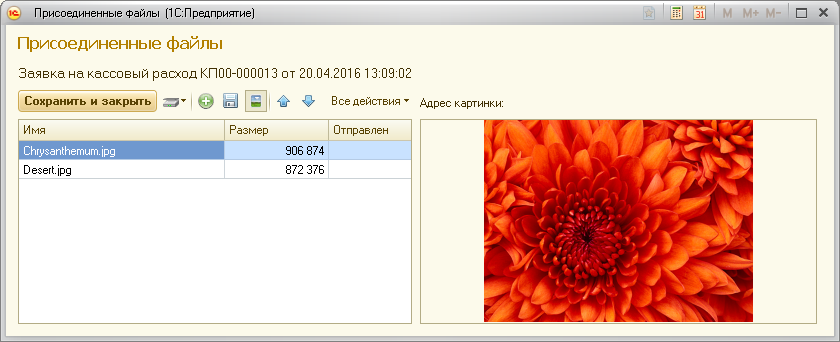 Присоединенные файлы (1С:Предприятие)
31 M M+ M-
Присоединенные файлы
Заявка на кассовый расход КП00-000013 от 20.04.2016 13:09:02
Сохранить и закрыть Все действия Адрес картинки:
Имя Размер Отправлен
Chrysanthemum.jpg 906 874
Desert.jpg 872 376